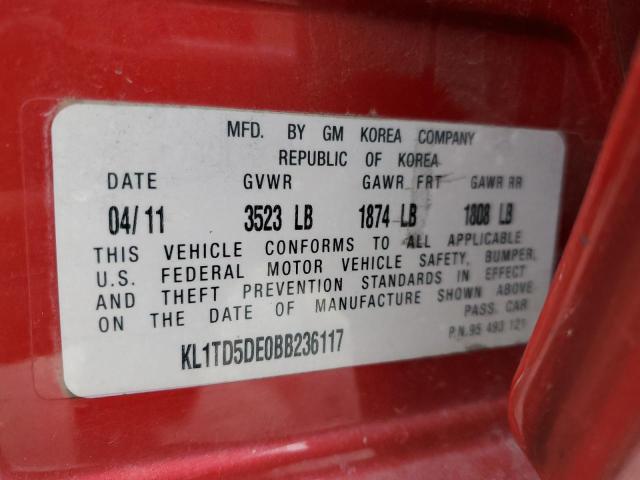 MFD. BY GM KOREA COMPANY
REPUBLIC OF KOREA
DATE GVWR GAWR FRT GAWR RR
04/11 3523 LB 1874 LB 1808 LB
THIS VEHICLE CONFORMS TO ALL APPLICABLE
U.S. FEDERAL MOTOR VEHICLE SAFETY, BUMPER,
AND THEFT PREVENTION STANDARDS IN EFFECT
ON THE DATE OF MANUFACTURE SHOWN ABOVE.
PASS. CAR
KL1TD5DE0BB236117
P.N.95 493 121